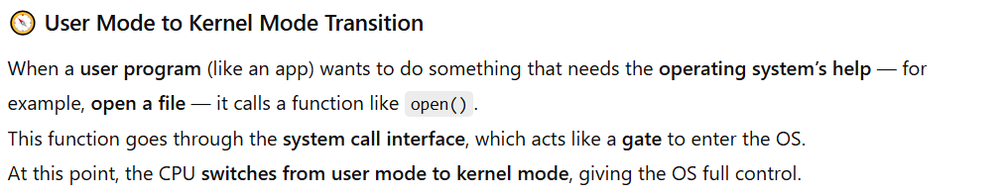 🧭 User Mode to Kernel Mode Transition
When a user program (like an app) wants to do something that needs the operating system's help — for
example, open a file — it calls a function like open().
This function goes through the system call interface, which acts like a gate to enter the OS.
At this point, the CPU switches from user mode to kernel mode, giving the OS full control.